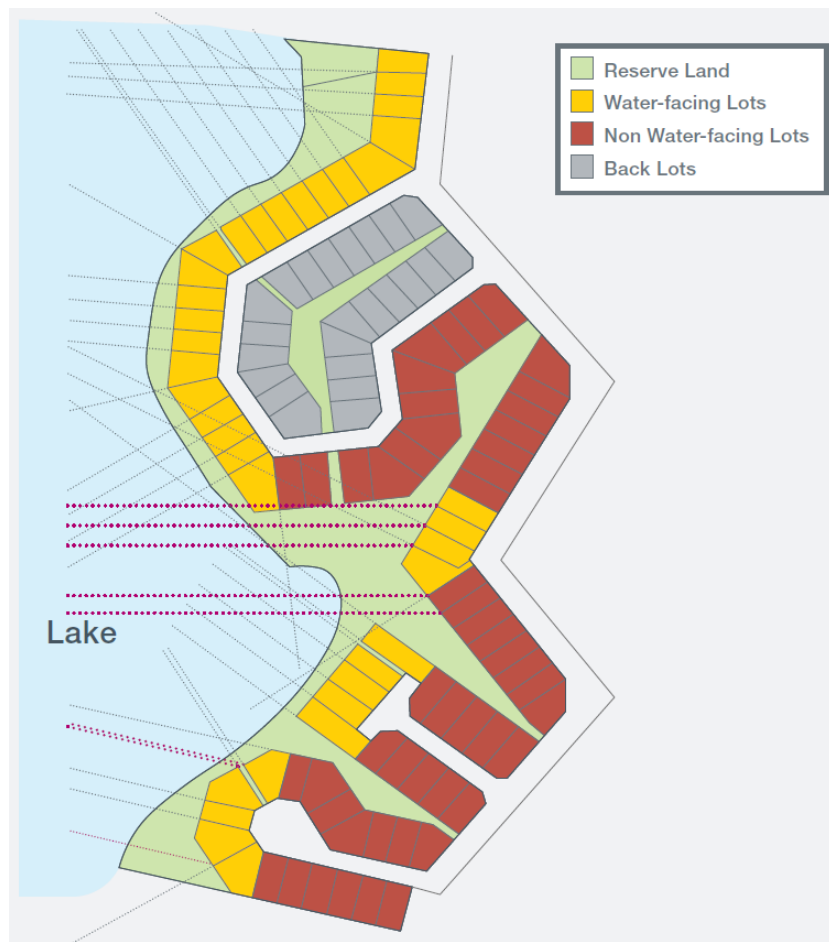 Reserve Land
Water-facing Lots
Non Water-facing Lots
Back Lots
Lake